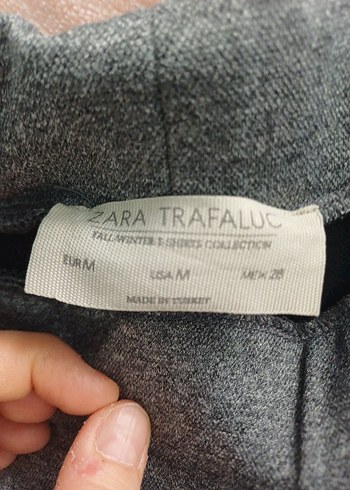 ZARA TRAFALUC
FALL-WINTER T-SHIRTS COLLECTION
EUR M USA M MEX 28
MADE IN TURKEY